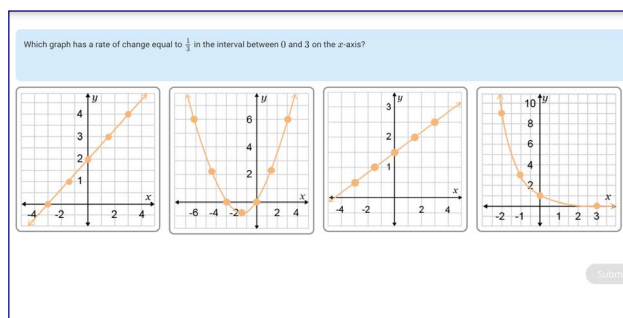 Which graph has a rate of change equal to 1/3 in the interval between 0 and 3 on the x-axis?
y
4
3
2
1
x
-4 -2 2 4
y
6
4
2
x
-6 -4 -2 2 4
y
3
2
1
x
-4 -2 2 4
10 y
8
6
4
2
x
-2 -1 1 2 3